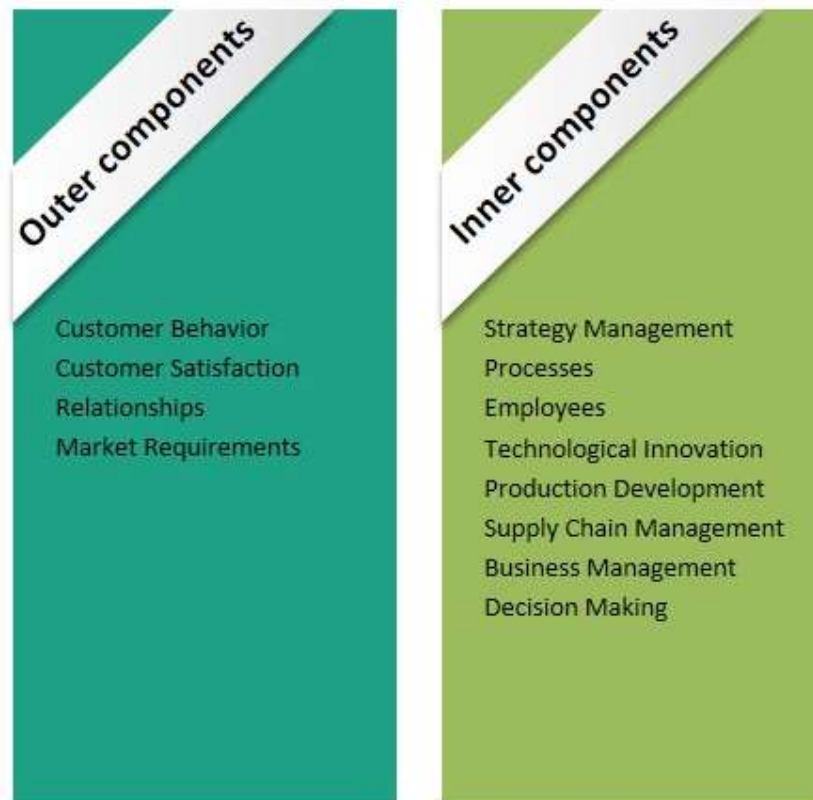 Outer components
Customer Behavior
Customer Satisfaction
Relationships
Market Requirements
Inner components
Strategy Management
Processes
Employees
Technological Innovation
Production Development
Supply Chain Management
Business Management
Decision Making